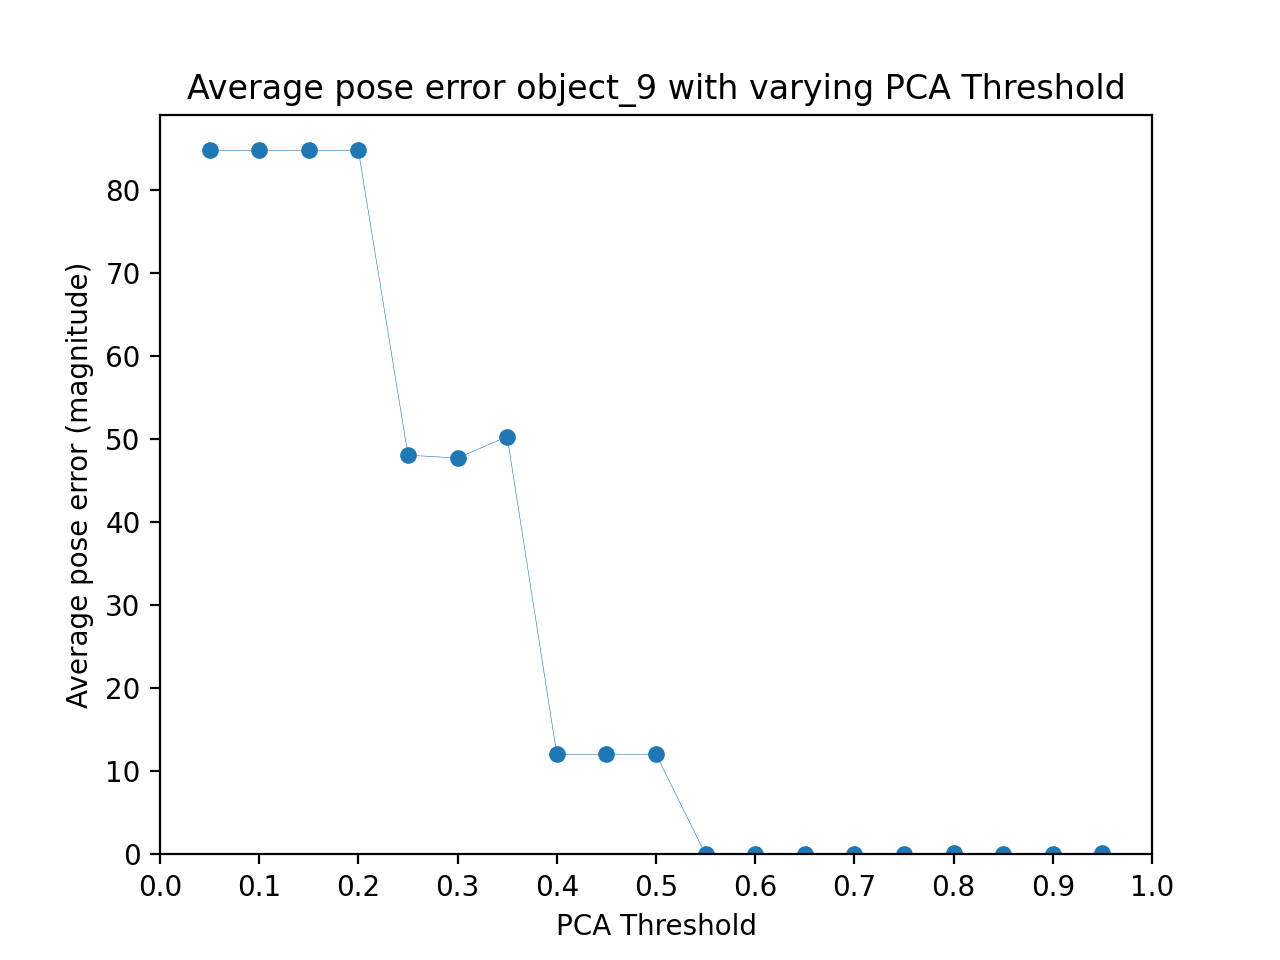 Average pose error object_9 with varying PCA Threshold
Average pose error (magnitude)
80
70
60
50
40
30
20
10
0
0.0 0.1 0.2 0.3 0.4 0.5 0.6 0.7 0.8 0.9 1.0
PCA Threshold